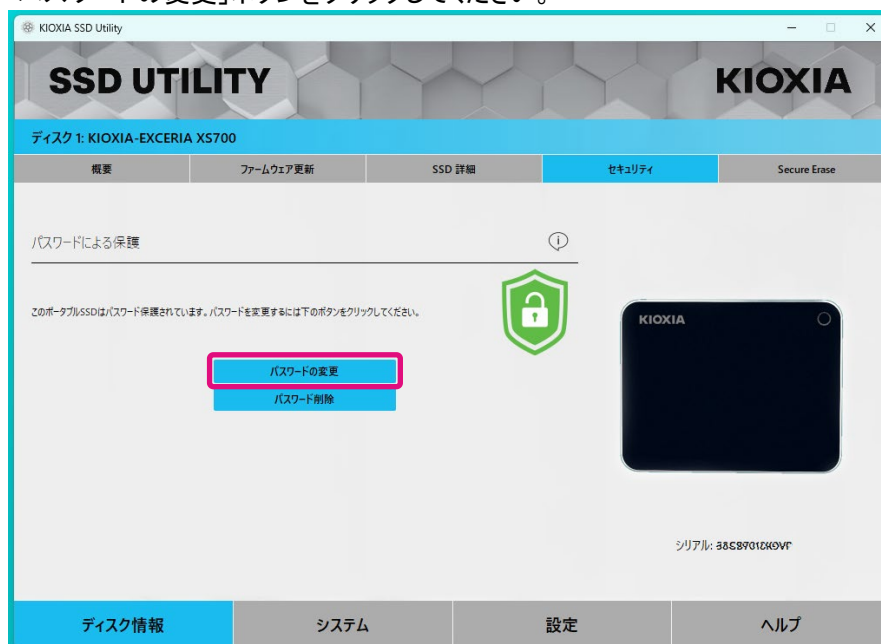 「パスワードの変更」ボタンをクリックしてください。
KIOXIA SSD Utility
SSD UTILITY
KIOXIA
ディスク 1: KIOXIA-EXCERIA XS700
概要
ファームウェア更新
SSD 詳細
セキュリティ
Secure Erase
パスワードによる保護
このポータブルSSDはパスワード保護されています。パスワードを変更するには下のボタンをクリックしてください。
KIOXIA
パスワードの変更
パスワード削除
シリアル:
ディスク情報
システム
設定
ヘルプ